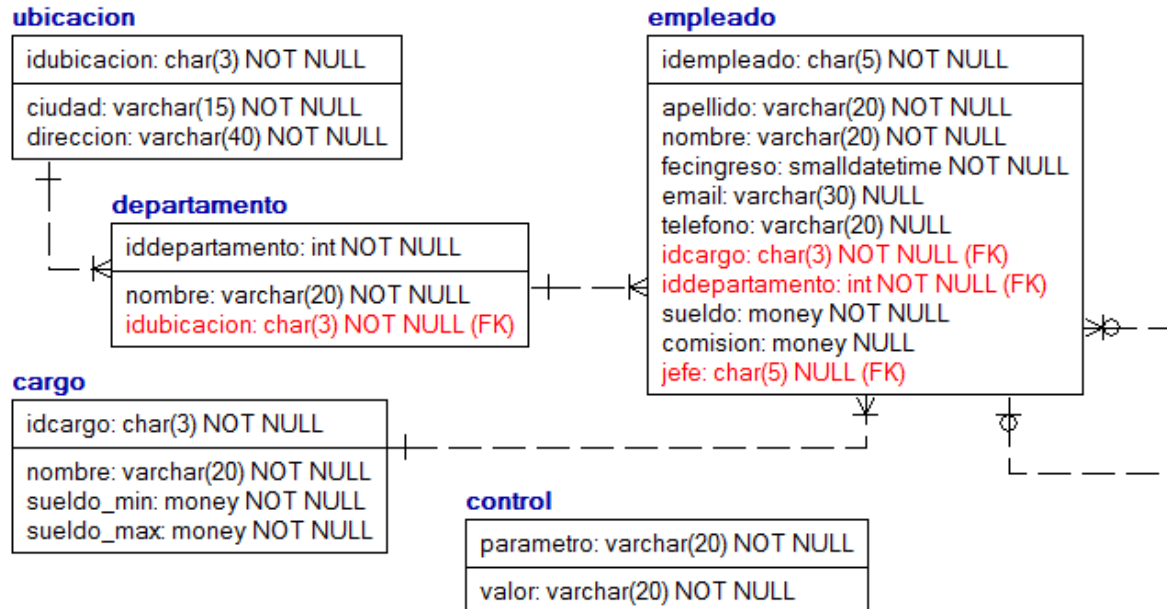 ubicacion
idubicacion: char(3) NOT NULL
ciudad: varchar(15) NOT NULL
direccion: varchar(40) NOT NULL
departamento
iddepartamento: int NOT NULL
nombre: varchar(20) NOT NULL
idubicacion: char(3) NOT NULL (FK)
cargo
idcargo: char(3) NOT NULL
nombre: varchar(20) NOT NULL
sueldo_min: money NOT NULL
sueldo_max: money NOT NULL
empleado
idempleado: char(5) NOT NULL
apellido: varchar(20) NOT NULL
nombre: varchar(20) NOT NULL
fecingreso: smalldatetime NOT NULL
email: varchar(30) NULL
telefono: varchar(20) NULL
idcargo: char(3) NOT NULL (FK)
iddepartamento: int NOT NULL (FK)
sueldo: money NOT NULL
comision: money NULL
jefe: char(5) NULL (FK)
control
parametro: varchar(20) NOT NULL
valor: varchar(20) NOT NULL